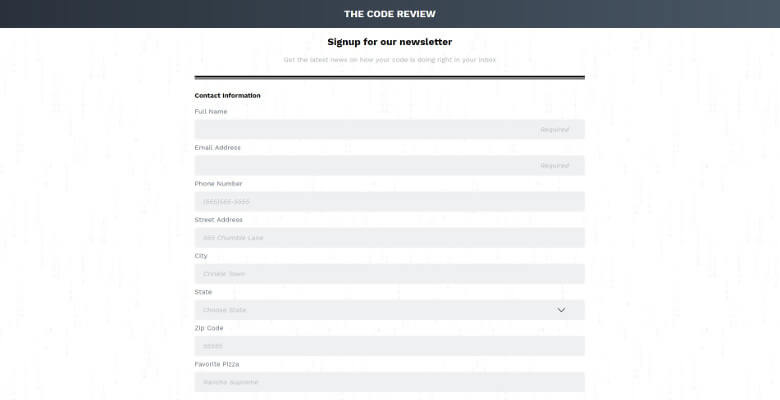 THE CODE REVIEW
Signup for our newsletter
Get the latest news on how your code is doing right in your inbox
Contact Information
Full Name
Required
Email Address
Required
Phone Number
(555)555-5555
Street Address
555 Chumble Lane
City
Crinkle Town
State
Choose State
Zip Code
55555
Favorite Pizza
Rancho Supreme